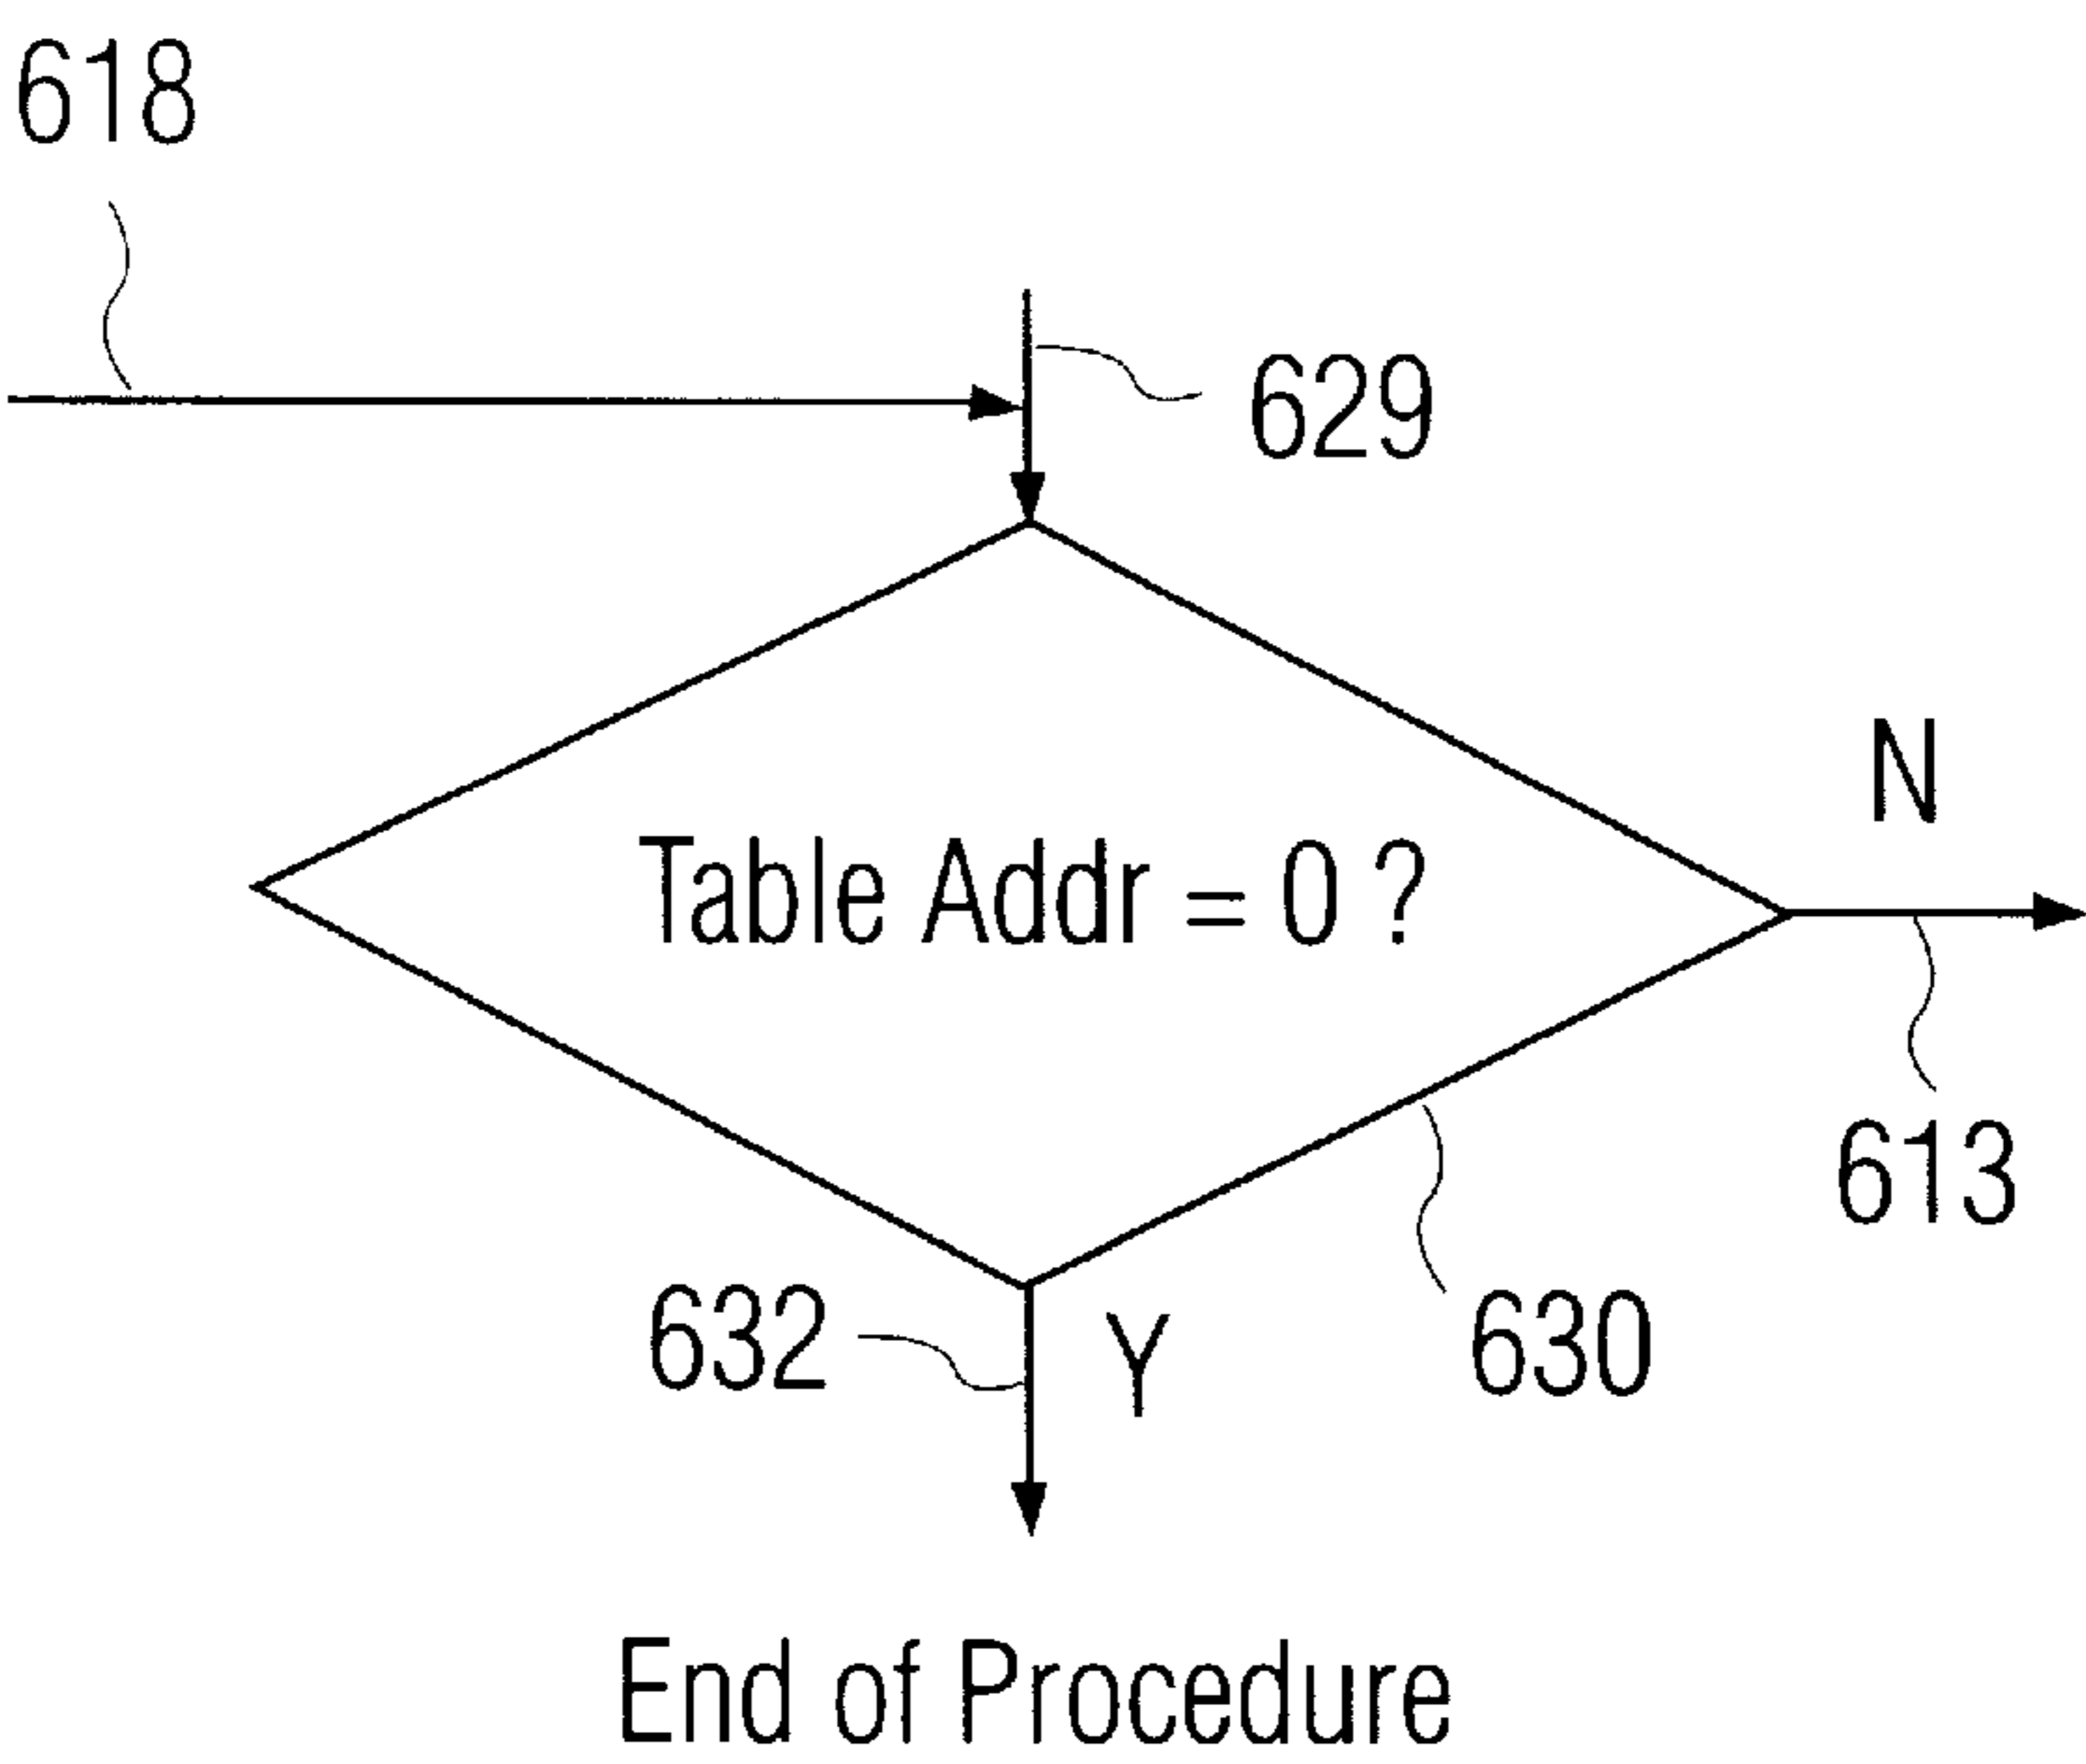 618
629
N
Table Addr = 0 ?
613
632
Y
630
End of Procedure